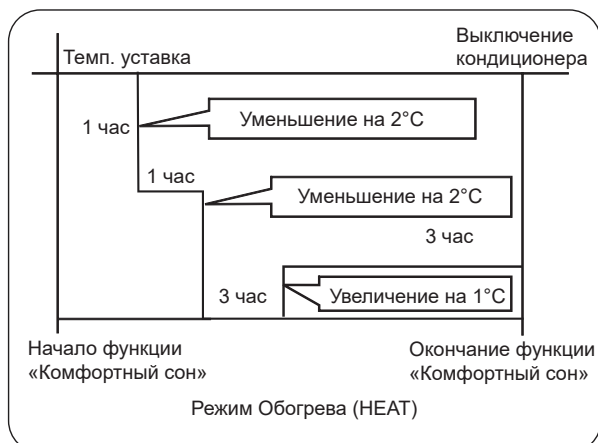 Темп. уставка
Выключение
кондиционера
1 час
Уменьшение на 2°C
1 час
Уменьшение на 2°C
3 час
3 час
Увеличение на 1°C
Начало функции
«Комфортный сон»
Окончание функции
«Комфортный сон»
Режим Обогрева (HEAT)